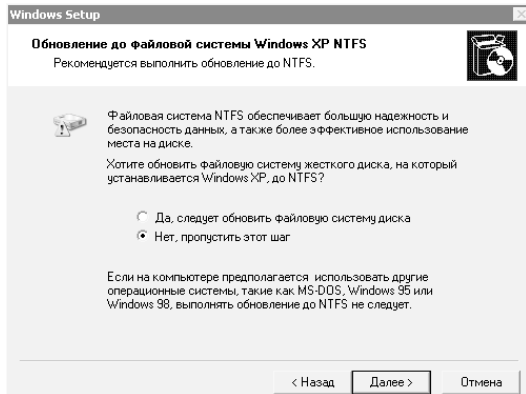 Windows Setup
Обновление до файловой системы Windows XP NTFS
Рекомендуется выполнить обновление до NTFS.
Файловая система NTFS обеспечивает большую надежность и
безопасность данных, а также более эффективное использование
места на диске.
Хотите обновить файловую систему жесткого диска, на который
устанавливается Windows XP, до NTFS?
Да, следует обновить файловую систему диска
Нет, пропустить этот шаг
Если на компьютере предполагается использовать другие
операционные системы, такие как MS-DOS, Windows 95 или
Windows 98, выполнять обновление до NTFS не следует.
< Назад Далее > Отмена